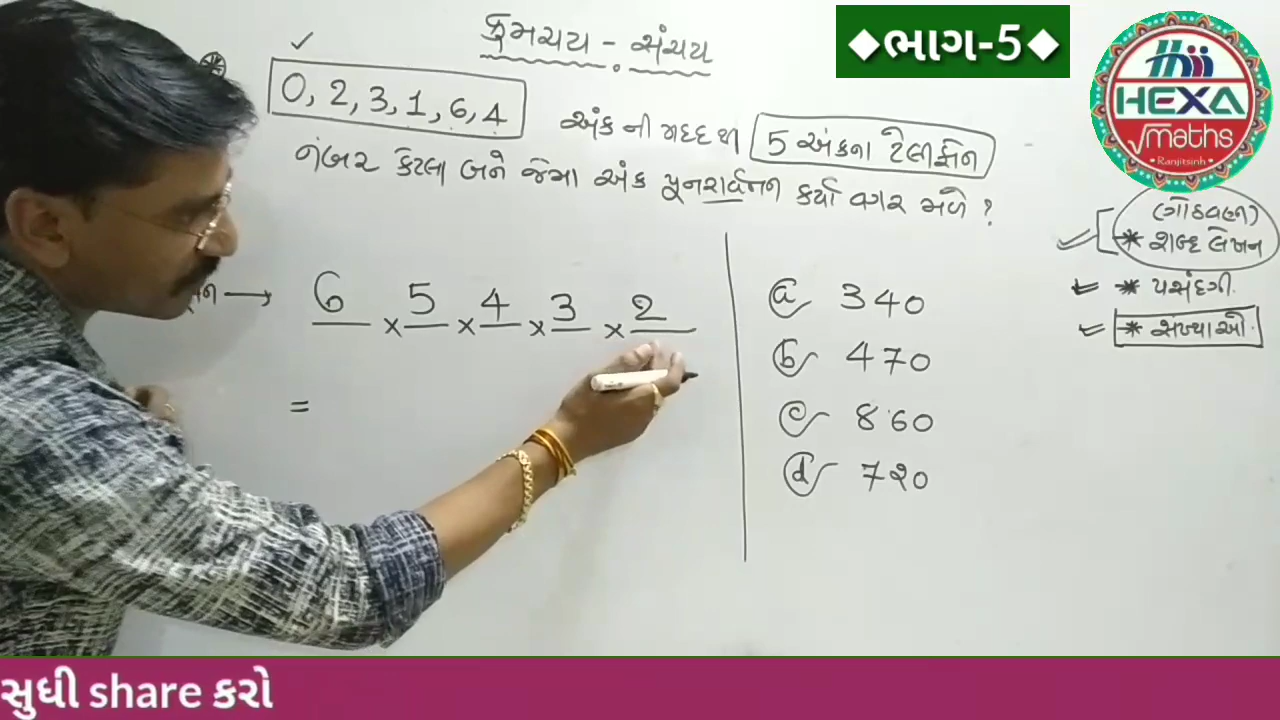 ◆ભાગ-5◆
HEXA
√maths
Ranjitsinh
ક્રમચય - સંચય
0, 2, 3, 1, 6, 4 અંક ની મદદ થી 5 અંકના ટેલીફોન
નંબર કેટલા બને જેમા અંક પૂનરાર્વતન કર્યા વગર મળે ?
(ગોઠવણ)
* શબ્દ લેખન
* પસંદગી.
* સંખ્યાઓ.
→ 6 × 5 × 4 × 3 × 2
=
a 340
b 470
c 860
d 720
સુધી share કરો